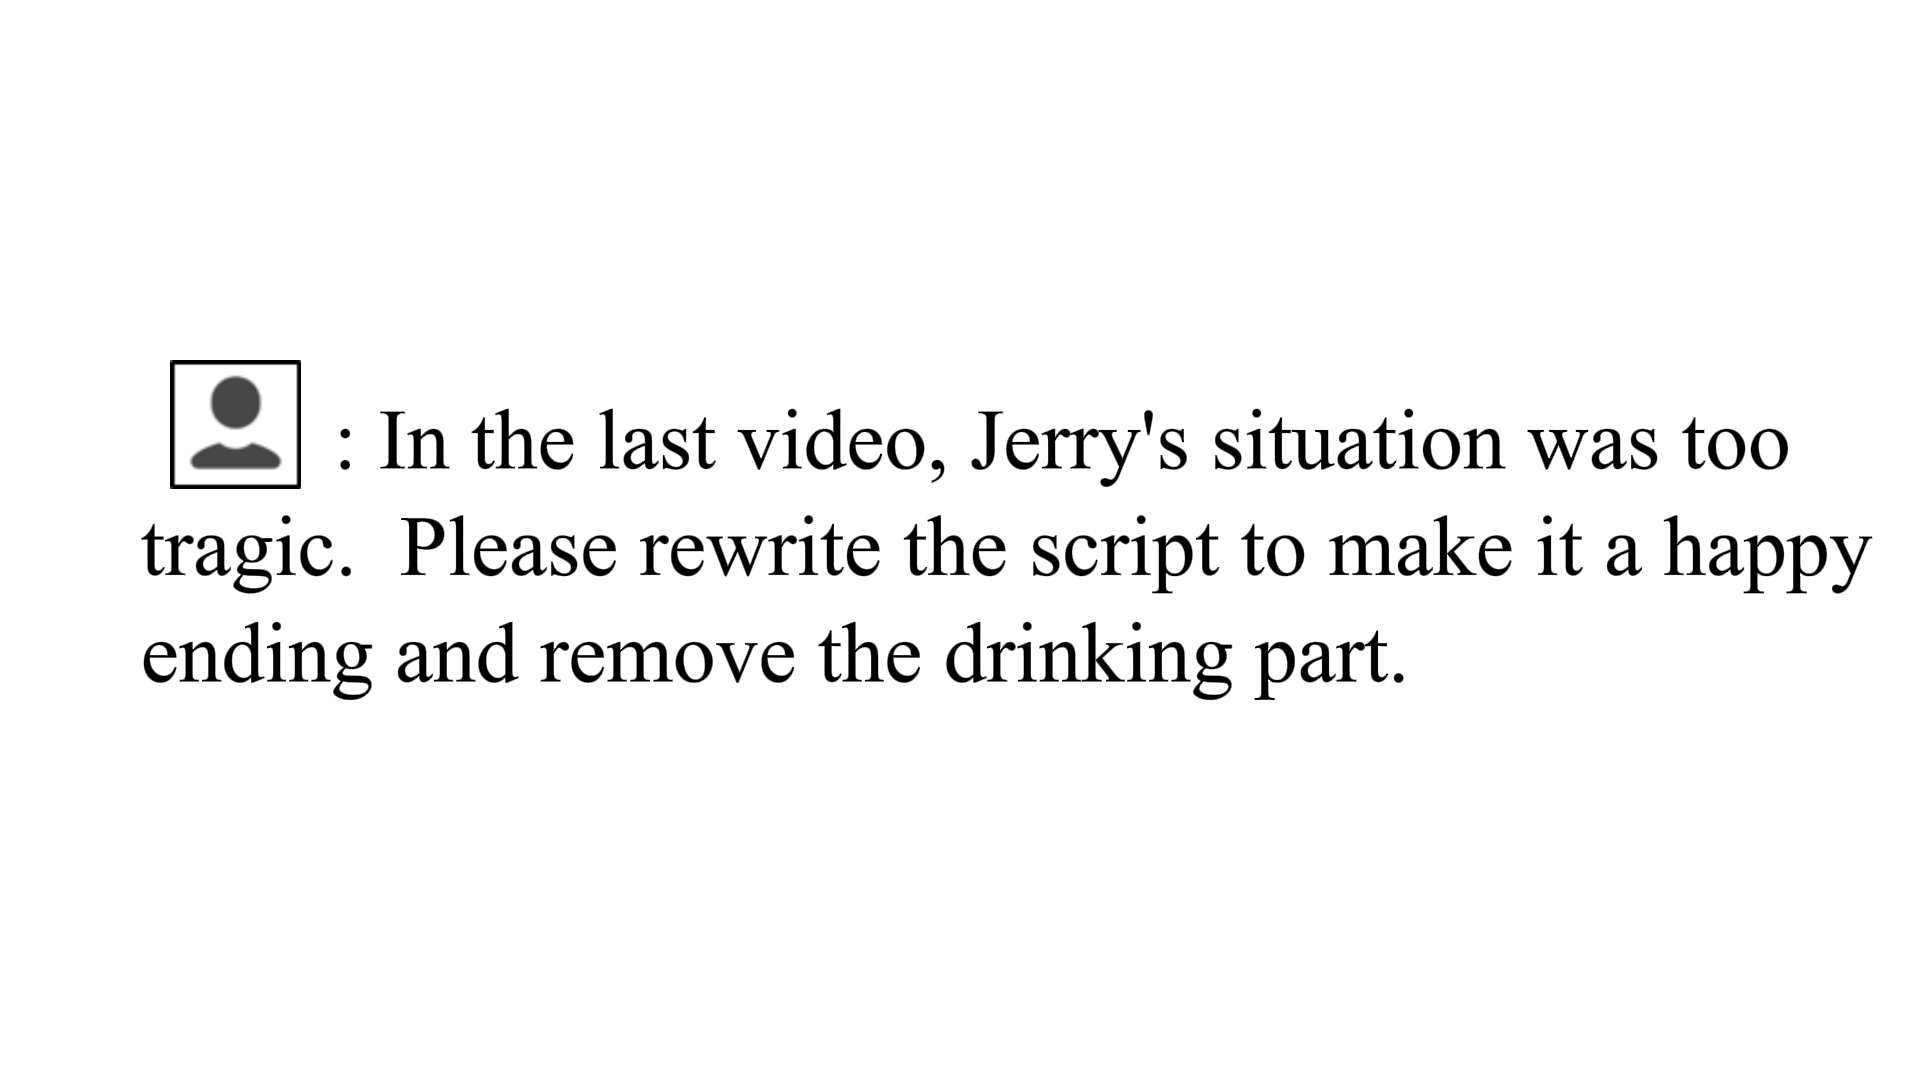 : In the last video, Jerry's situation was too
tragic.  Please rewrite the script to make it a happy
ending and remove the drinking part.